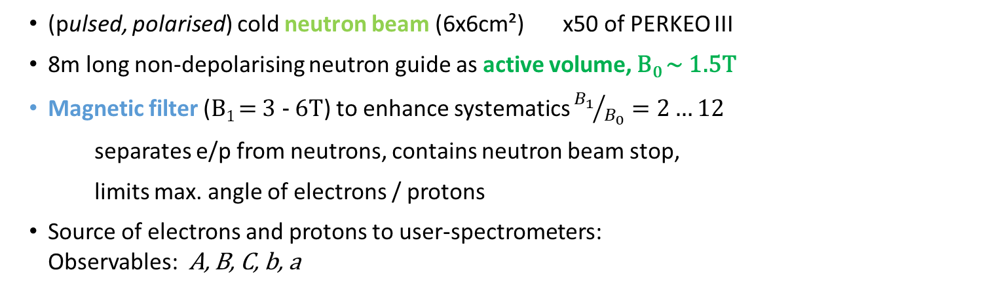 • (pulsed, polarised) cold neutron beam (6x6cm²) x50 of PERKEO III
• 8m long non-depolarising neutron guide as active volume, B₀ ~ 1.5T
• Magnetic filter (B₁ = 3 - 6T) to enhance systematics B₁/B₀ = 2 … 12
separates e/p from neutrons, contains neutron beam stop,
limits max. angle of electrons / protons
• Source of electrons and protons to user-spectrometers:
Observables: A, B, C, b, a